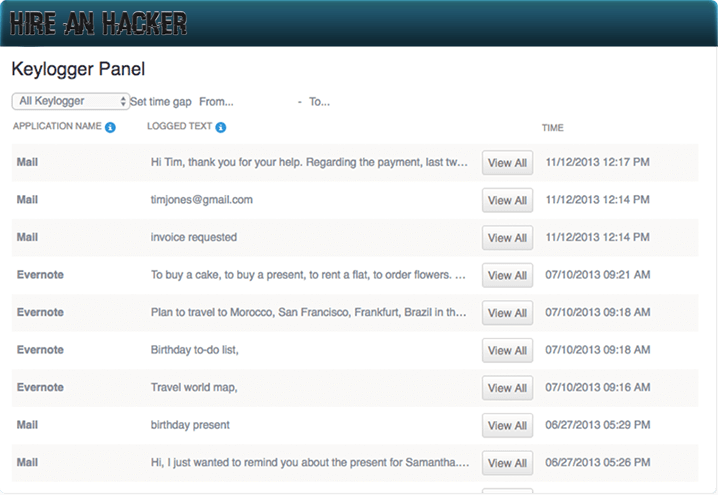 HIRE AN HACKER
Keylogger Panel
All Keylogger Set time gap From... - To...
APPLICATION NAME LOGGED TEXT TIME
Mail Hi Tim, thank you for your help. Regarding the payment, last tw... View All 11/12/2013 12:17 PM
Mail timjones@gmail.com View All 11/12/2013 12:14 PM
Mail invoice requested View All 11/12/2013 12:14 PM
Evernote To buy a cake, to buy a present, to rent a flat, to order flowers. ... View All 07/10/2013 09:21 AM
Evernote Plan to travel to Morocco, San Francisco, Frankfurt, Brazil in th... View All 07/10/2013 09:18 AM
Evernote Birthday to-do list, View All 07/10/2013 09:18 AM
Evernote Travel world map, View All 07/10/2013 09:16 AM
Mail birthday present View All 06/27/2013 05:29 PM
Mail Hi, I just wanted to remind you about the present for Samantha.... View All 06/27/2013 05:26 PM